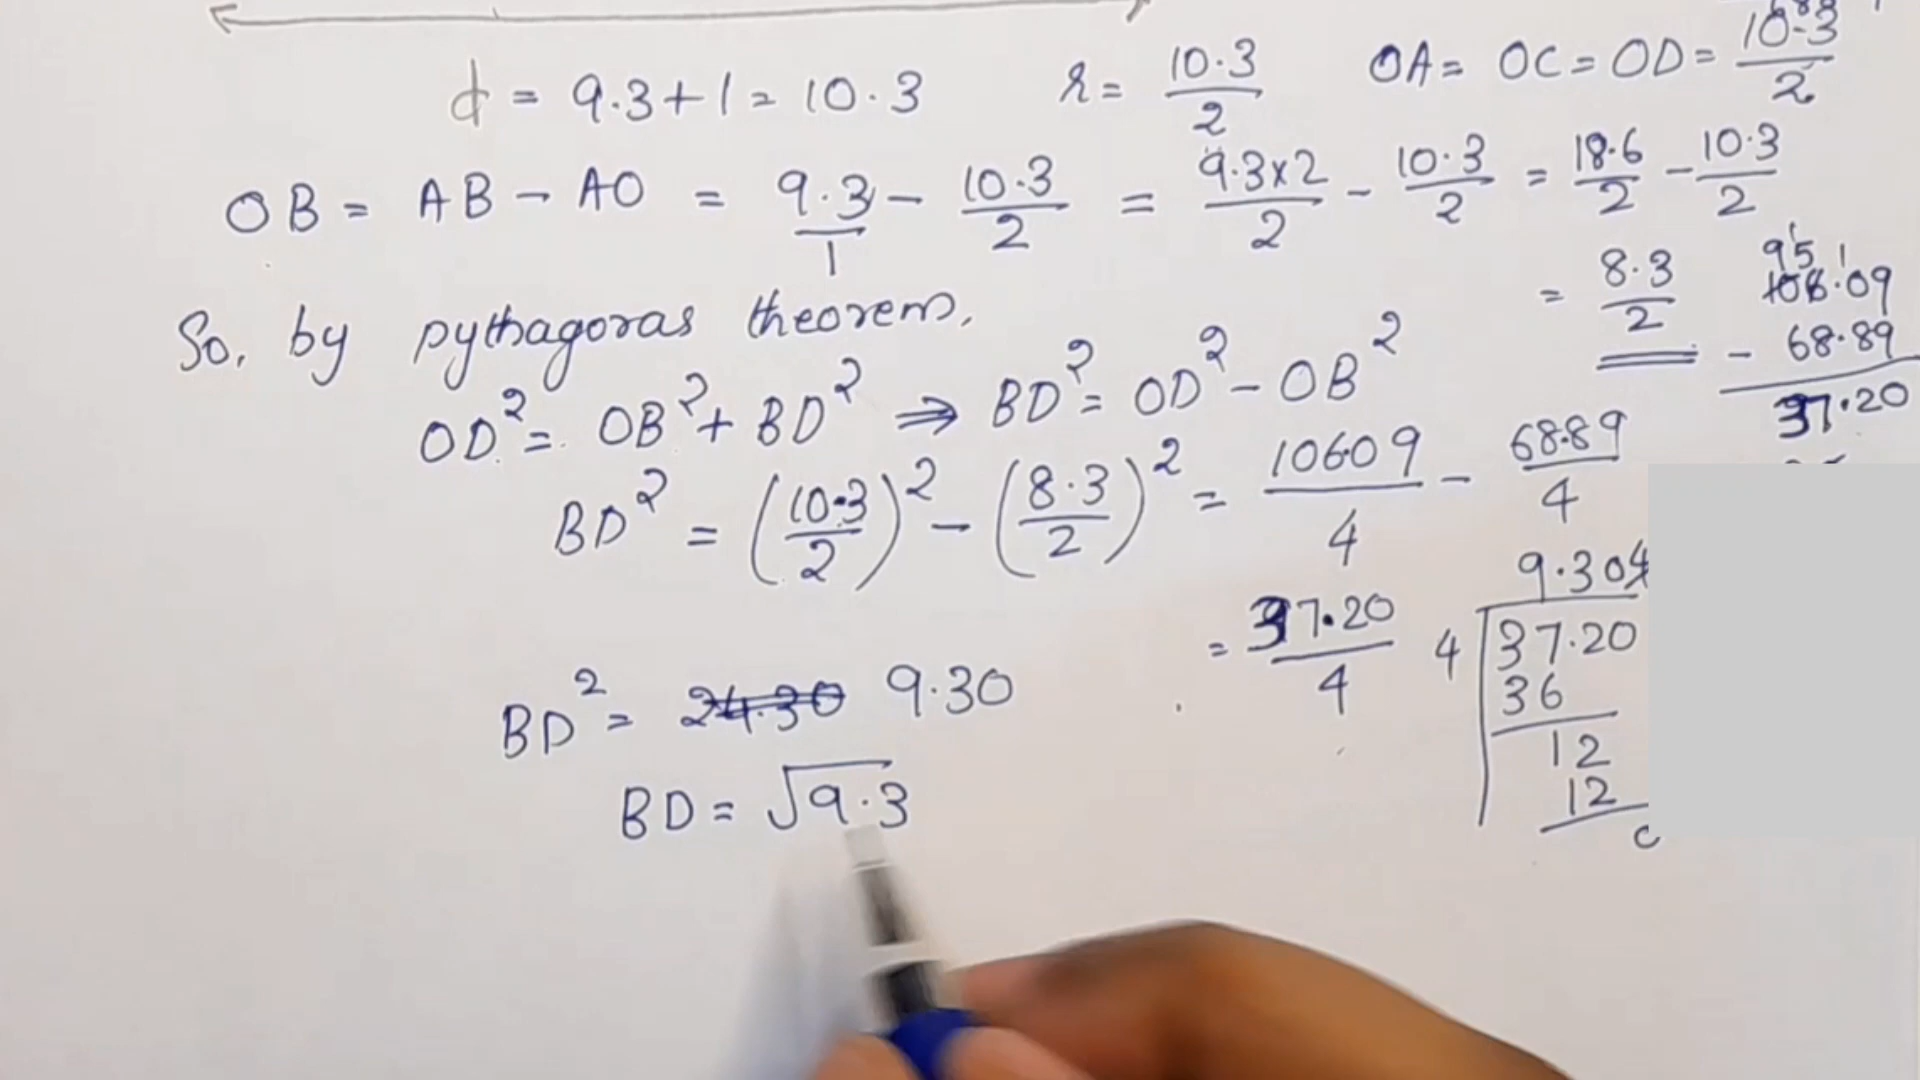 d = 9.3+1 = 10.3 r = 10.3/2 OA = OC = OD = 10.3/2
OB = AB - AO = 9.3/1 - 10.3/2 = 9.3x2/2 - 10.3/2 = 18.6/2 - 10.3/2
= 8.3/2
106.09
- 68.89
37.20
So, by pythagoras theorem,
OD² = OB² + BD² ⇒ BD² = OD² - OB²
BD² = (10.3/2)² - (8.3/2)² = 10609/4 - 68.89/4
= 37.20/4
9.30
4 37.20
36
12
12
BD² = 24.30 9.30
BD = √9.3